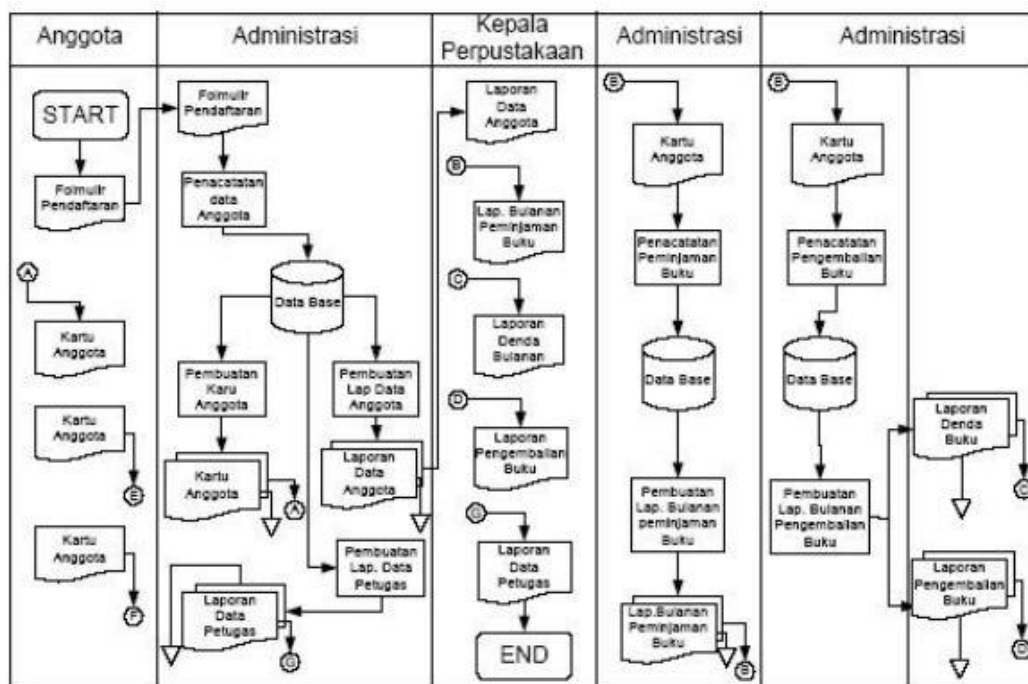 Anggota
Administrasi
Kepala
Perpustakaan
Administrasi
Administrasi
START
Folmulir
Pendaftaran
A
Kartu
Anggota
Kartu
Anggota
E
Kartu
Anggota
F
Folmulir
Pendaftaran
Penacatatan
data
Anggota
Data Base
Pembuatan
Karu
Anggota
Pembuatan
Lap Data
Anggota
Kartu
Anggota
A
Laporan
Data
Anggota
Pembuatan
Lap. Data
Petugas
Laporan
Data
Petugas
G
Laporan
Data
Anggota
B
Lap. Bulanan
Peminjaman
Buku
C
Laporan
Denda
Bulanan
D
Laporan
Pengembalian
Buku
G
Laporan
Data
Petugas
END
Kartu
Anggota
Penacatatan
Peminjaman
Buku
Data Base
Pembuatan
Lap. Bulanan
peminjaman
Buku
Lap.Bulanan
Peminjaman
Buku
Kartu
Anggota
Penacatatan
Pengembalian
Buku
Data Base
Pembuatan
Lap. Bulanan
Pengembalian
Buku
Laporan
Denda
Buku
C
Laporan
Pengembalian
Buku
D